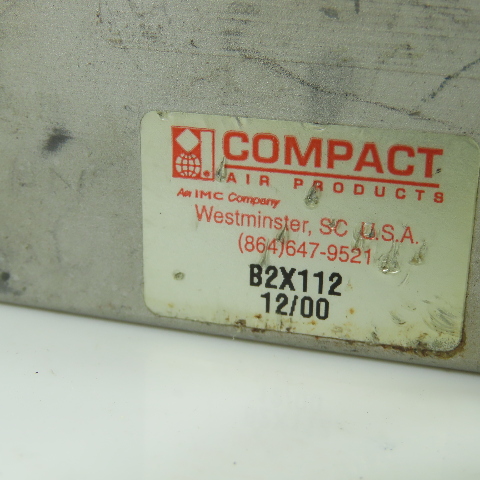 COMPACT
AIR PRODUCTS
An IMC Company
Westminster, SC U.S.A.
(864)647-9521
B2X112
12/00